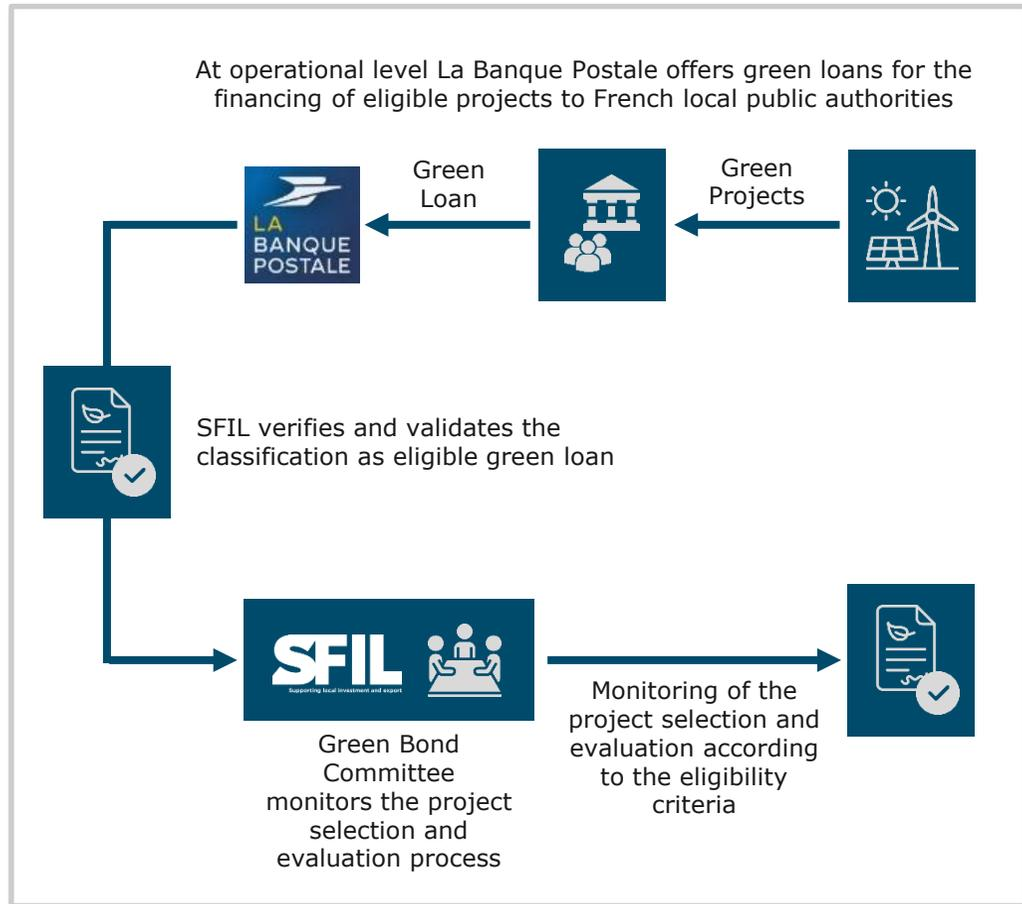 At operational level La Banque Postale offers green loans for the
financing of eligible projects to French local public authorities
Green
Loan
Green
Projects
LA
BANQUE
POSTALE
SFIL verifies and validates the
classification as eligible green loan
SFIL
Supporting local investment and export
Green Bond
Committee
monitors the project
selection and
evaluation process
Monitoring of the
project selection and
evaluation according
to the eligibility
criteria